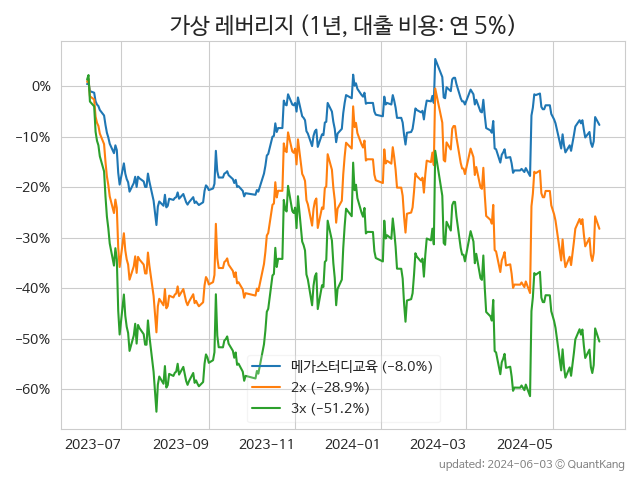 가상 레버리지 (1년, 대출 비용: 연 5%)
0%
−10%
−20%
−30%
−40%
−50%
−60%
메가스터디교육 (−8.0%)
2x (−28.9%)
3x (−51.2%)
2023-07 2023-09 2023-11 2024-01 2024-03 2024-05
updated: 2024-06-03 © QuantKang